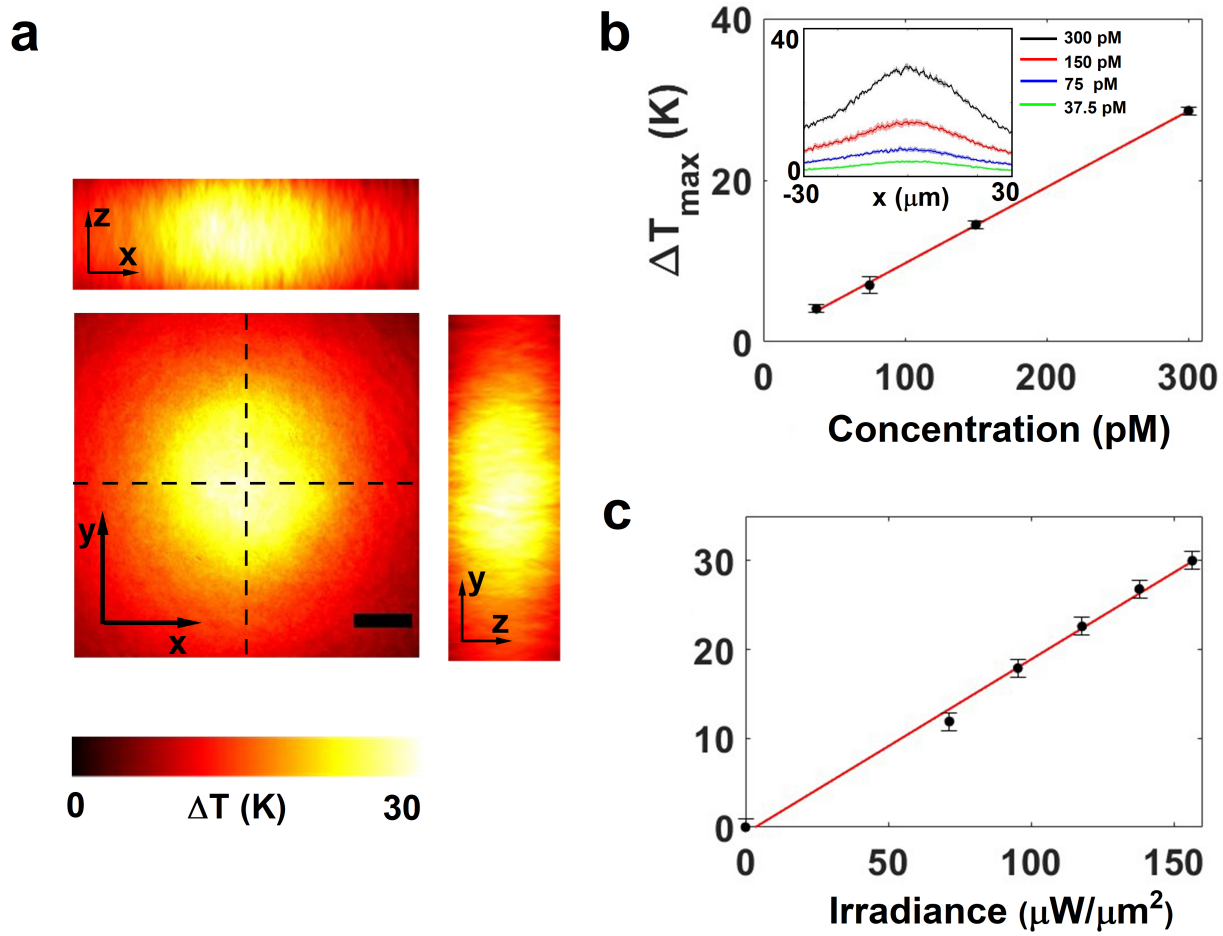 a
z
x
y
x
y
z
0
ΔT (K)
30
b
40
20
0
ΔTmax (K)
0
100
200
300
Concentration (pM)
40
0
-30
x (μm)
30
300 pM
150 pM
75 pM
37.5 pM
c
30
20
10
0
0
50
100
150
Irradiance (μW/μm²)